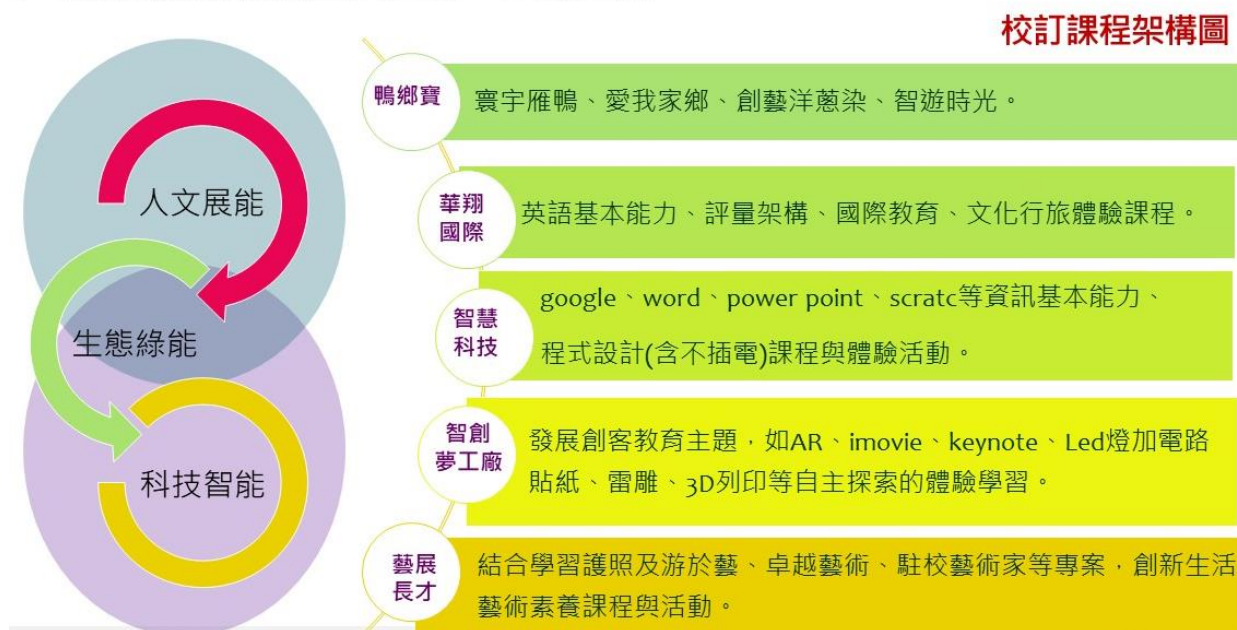 校訂課程架構圖
人文展能
生態綠能
科技智能
鴨鄉寶
寰宇雁鴨、愛我家鄉、創藝洋蔥染、智遊時光。
華翔
國際
英語基本能力、評量架構、國際教育、文化行旅體驗課程。
智慧
科技
google、word、power point、scratc等資訊基本能力、
程式設計(含不插電)課程與體驗活動。
智創
夢工廠
發展創客教育主題，如AR、imovie、keynote、Led燈加電路
貼紙、雷雕、3D列印等自主探索的體驗學習。
藝展
長才
結合學習護照及游於藝、卓越藝術、駐校藝術家等專案，創新生活
藝術素養課程與活動。